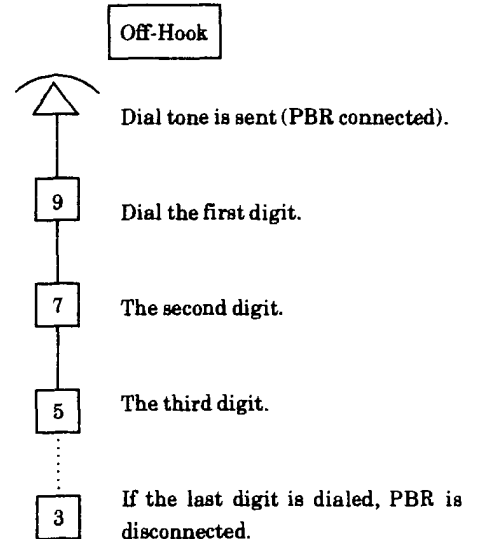 Off-Hook
Dial tone is sent (PBR connected).
9
Dial the first digit.
7
The second digit.
5
The third digit.
3
If the last digit is dialed, PBR is
disconnected.